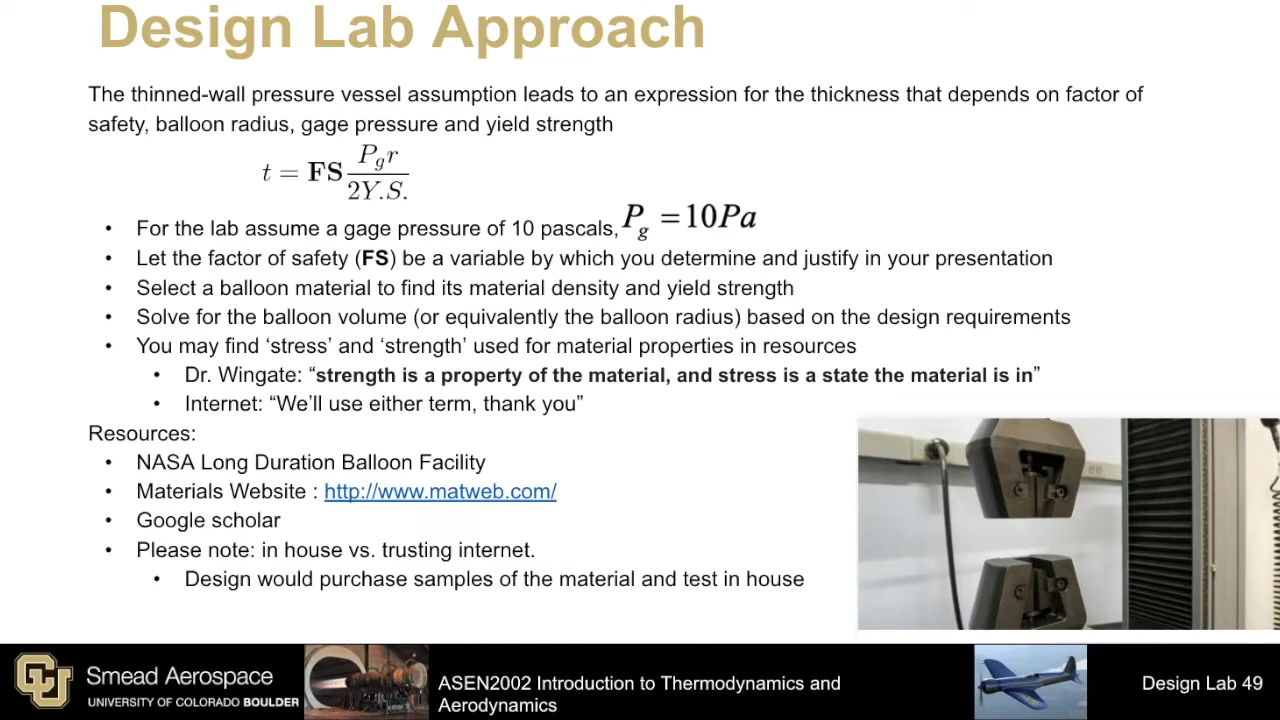 Design Lab Approach
The thinned-wall pressure vessel assumption leads to an expression for the thickness that depends on factor of
safety, balloon radius, gage pressure and yield strength
t = FS P_g r / 2Y.S.
• For the lab assume a gage pressure of 10 pascals, P_g = 10Pa
• Let the factor of safety (FS) be a variable by which you determine and justify in your presentation
• Select a balloon material to find its material density and yield strength
• Solve for the balloon volume (or equivalently the balloon radius) based on the design requirements
• You may find ‘stress’ and ‘strength’ used for material properties in resources
• Dr. Wingate: “strength is a property of the material, and stress is a state the material is in”
• Internet: “We’ll use either term, thank you”
Resources:
• NASA Long Duration Balloon Facility
• Materials Website : http://www.matweb.com/
• Google scholar
• Please note: in house vs. trusting internet.
• Design would purchase samples of the material and test in house
CU
Smead Aerospace
UNIVERSITY OF COLORADO BOULDER
ASEN2002 Introduction to Thermodynamics and
Aerodynamics
Design Lab 49